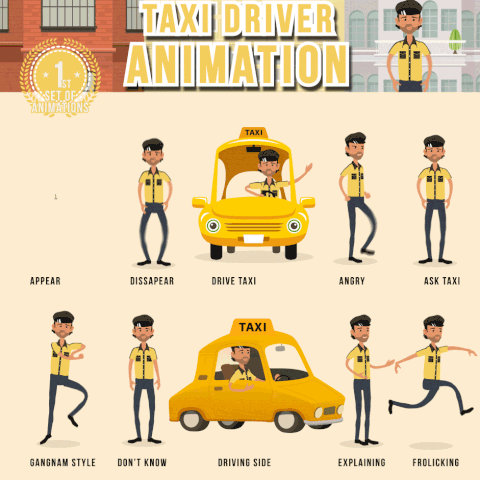 TAXI DRIVER
ANIMATION
1ST
SET OF
ANIMATIONS
TAXI
APPEAR
DISSAPEAR
DRIVE TAXI
ANGRY
ASK TAXI
TAXI
GANGNAM STYLE
DON'T KNOW
DRIVING SIDE
EXPLAINING
FROLICKING